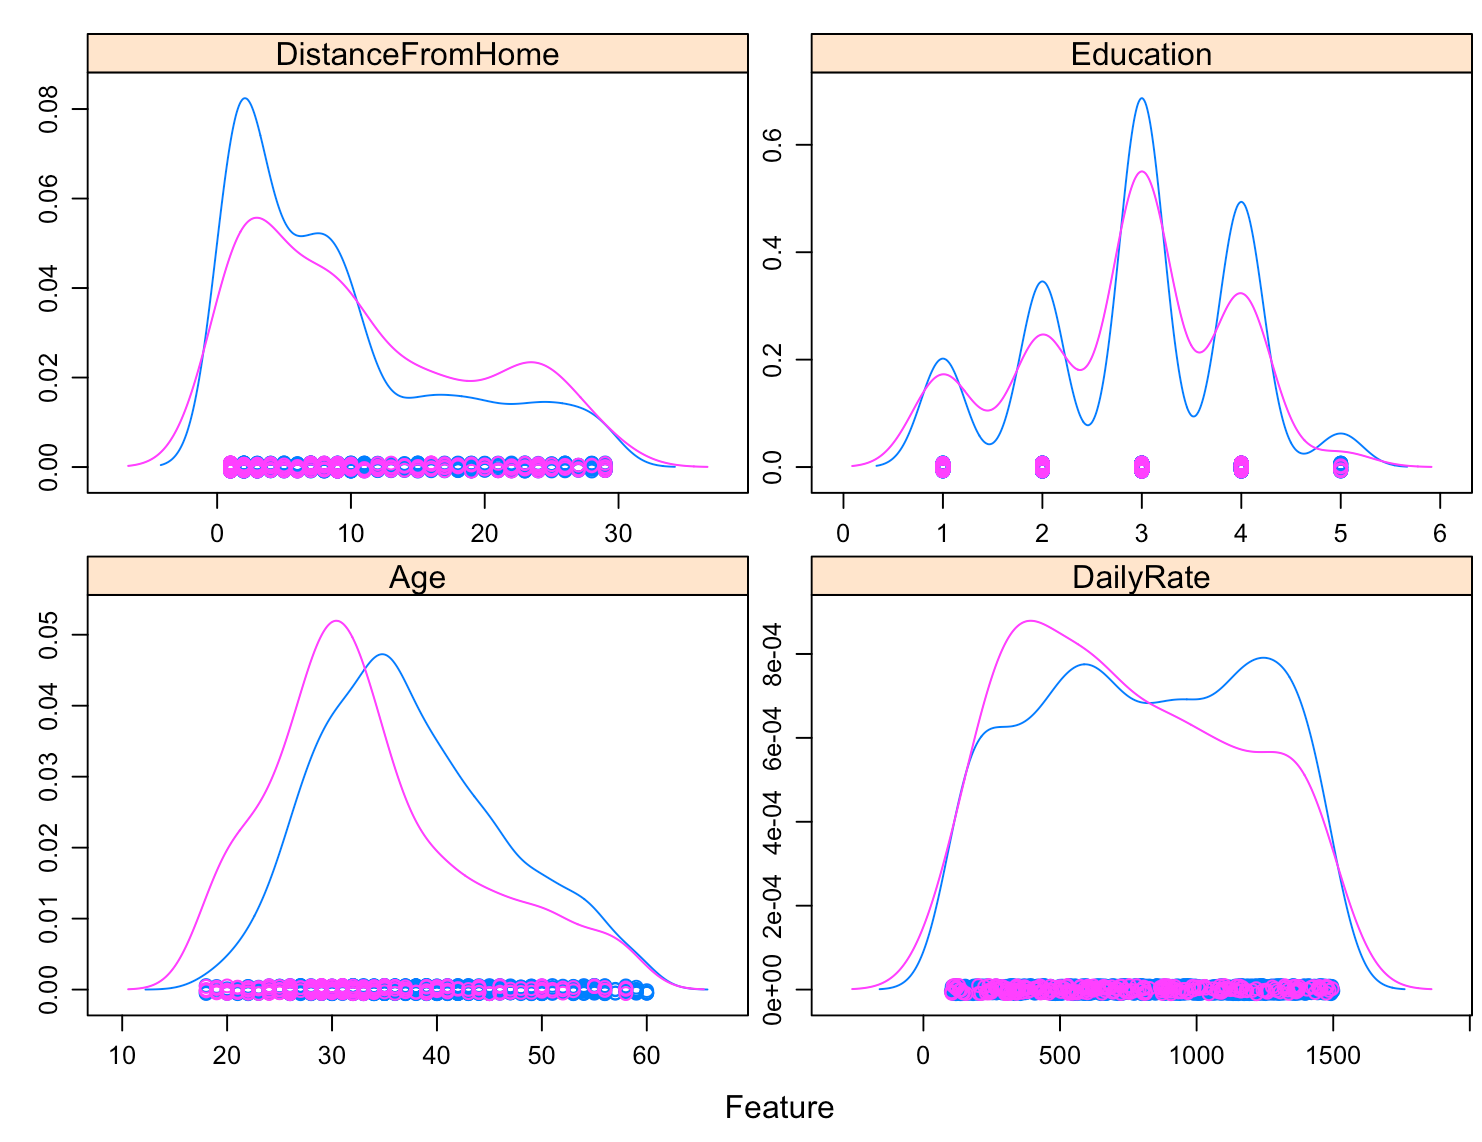 DistanceFromHome
0.08
0.06
0.04
0.02
0.00
0 10 20 30
Education
0.6
0.4
0.2
0.0
0 1 2 3 4 5 6
Age
0.05
0.04
0.03
0.02
0.01
0.00
10 20 30 40 50 60
DailyRate
8e-04
6e-04
4e-04
2e-04
0e+00
0 500 1000 1500
Feature